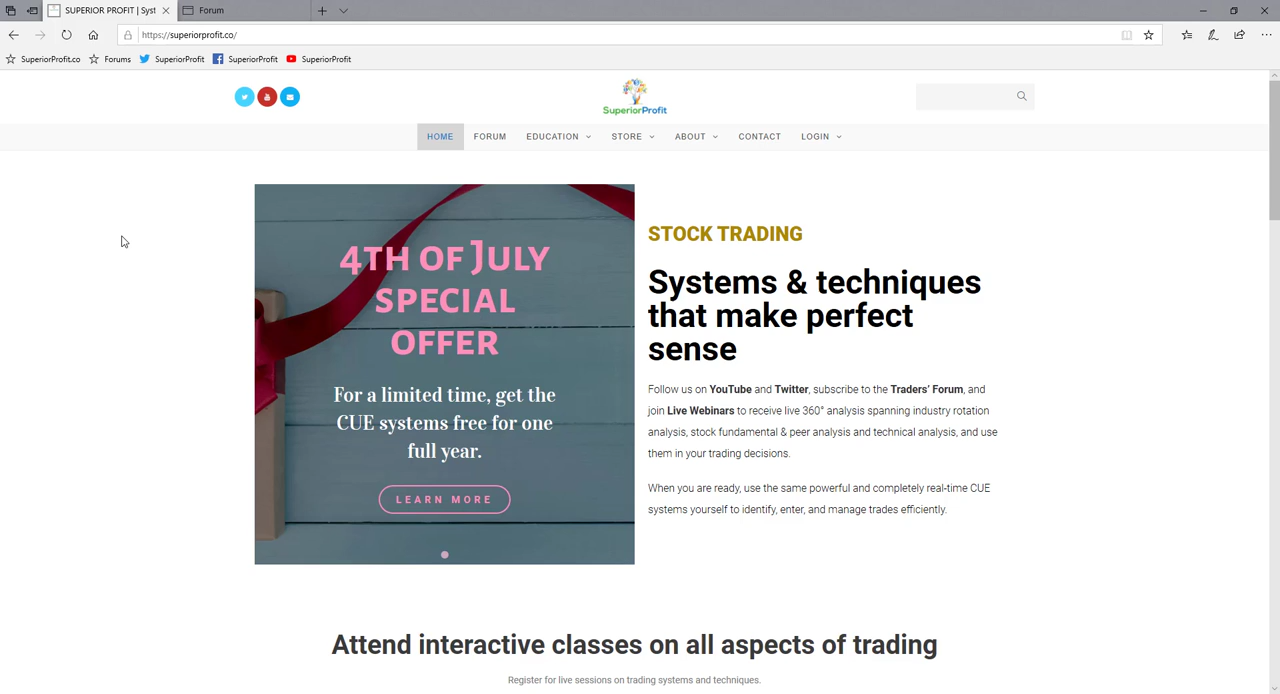 SUPERIOR PROFIT | Syst
Forum
https://superiorprofit.co/
SuperiorProfit.co
Forums
SuperiorProfit
SuperiorProfit
SuperiorProfit
SuperiorProfit
HOME
FORUM
EDUCATION
STORE
ABOUT
CONTACT
LOGIN
4TH OF JULY
SPECIAL
OFFER
For a limited time, get the
CUE systems free for one
full year.
LEARN MORE
STOCK TRADING
Systems & techniques
that make perfect
sense
Follow us on YouTube and Twitter, subscribe to the Traders’ Forum, and
join Live Webinars to receive live 360° analysis spanning industry rotation
analysis, stock fundamental & peer analysis and technical analysis, and use
them in your trading decisions.
When you are ready, use the same powerful and completely real-time CUE
systems yourself to identify, enter, and manage trades efficiently.
Attend interactive classes on all aspects of trading
Register for live sessions on trading systems and techniques.